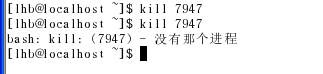 [lhb@localhost ~]$ kill 7947
[lhb@localhost ~]$ kill 7947
bash: kill: (7947) - 没有那个进程
[lhb@localhost ~]$